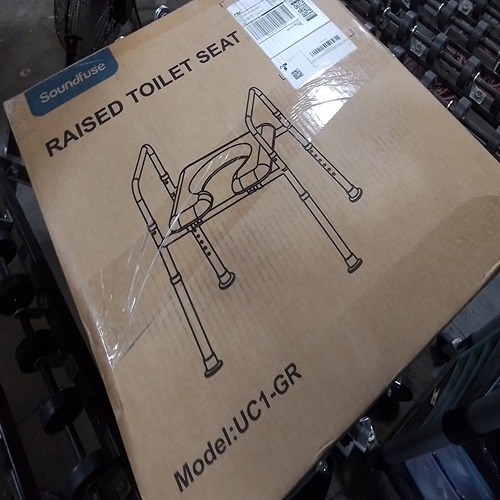 Soundfuse
RAISED TOILET SEAT
Model:UC1-GR